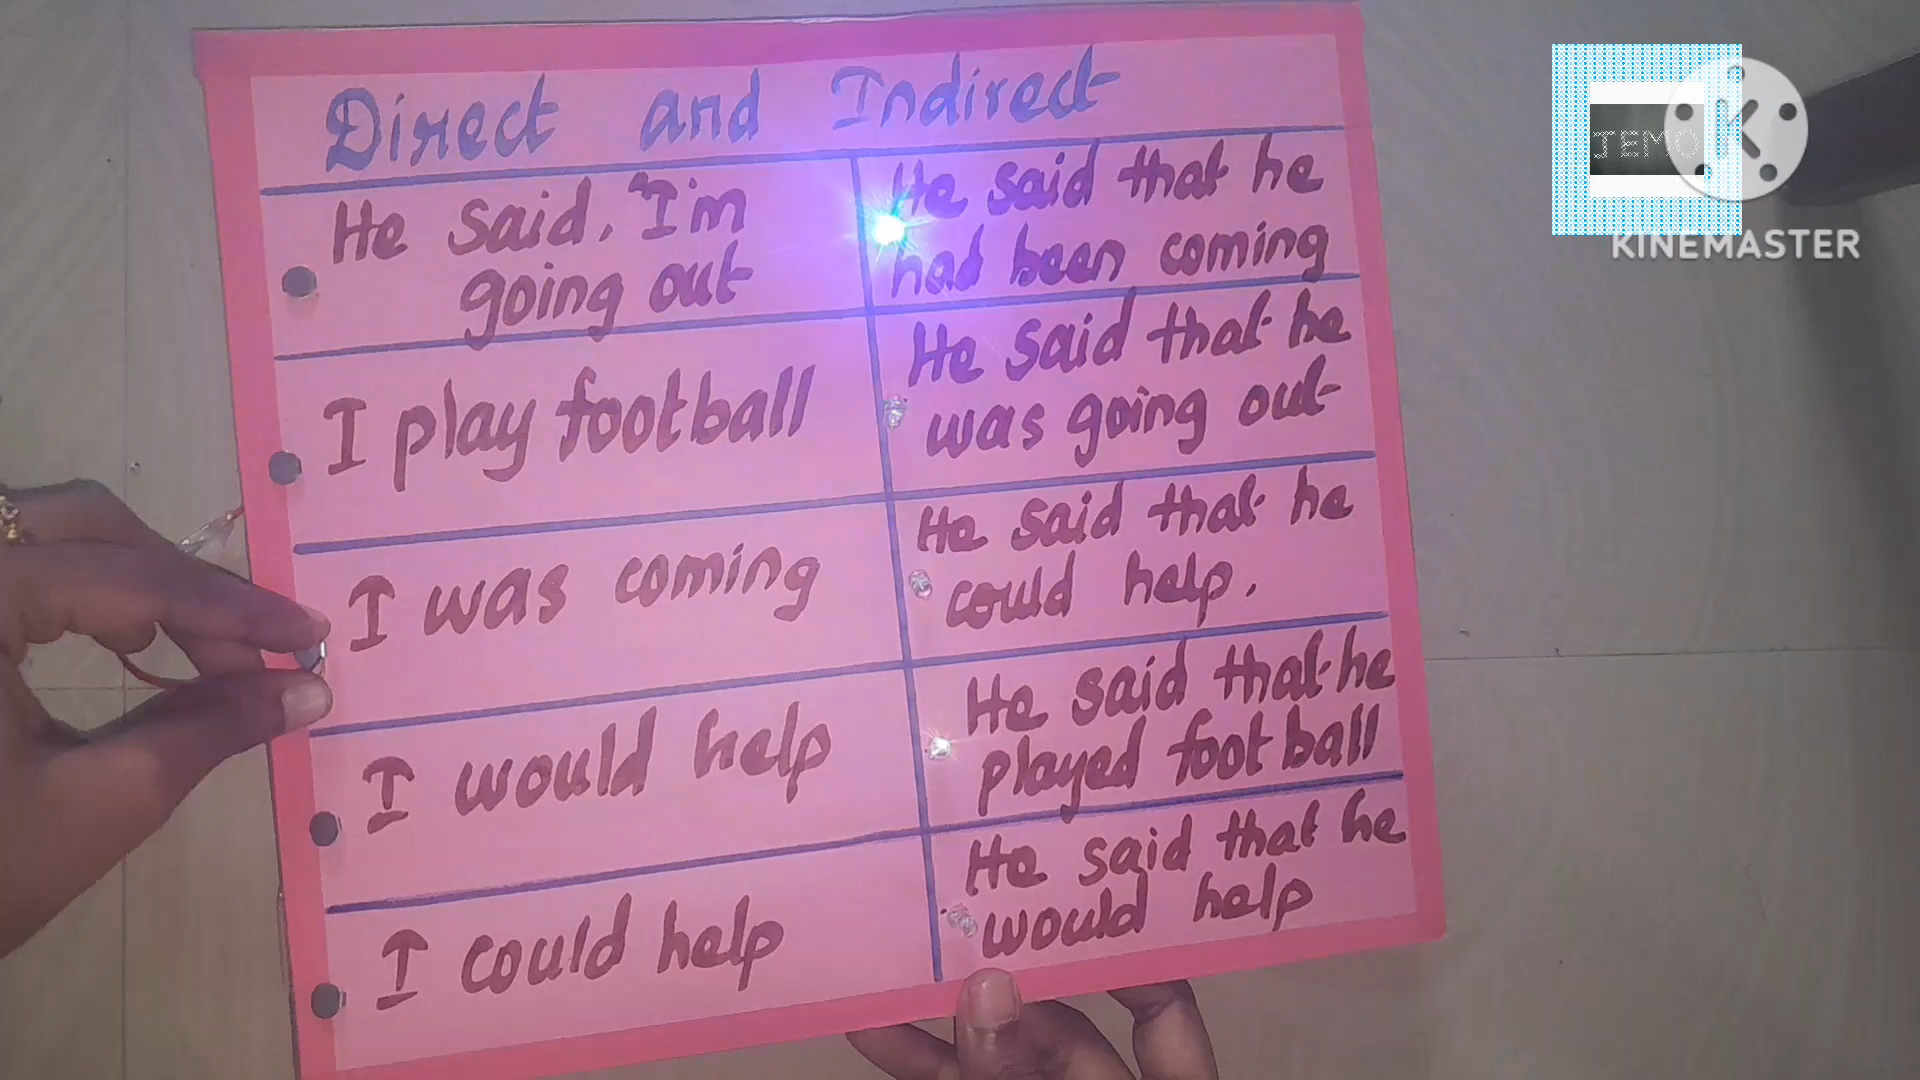 Direct and Indirect
He said, "I'm
going out
He said that he
had been coming
I play football
He said that he
was going out
I was coming
He said that he
could help.
I would help
He said that he
played foot ball
I could help
He said that he
would help
JEMO
KINEMASTER